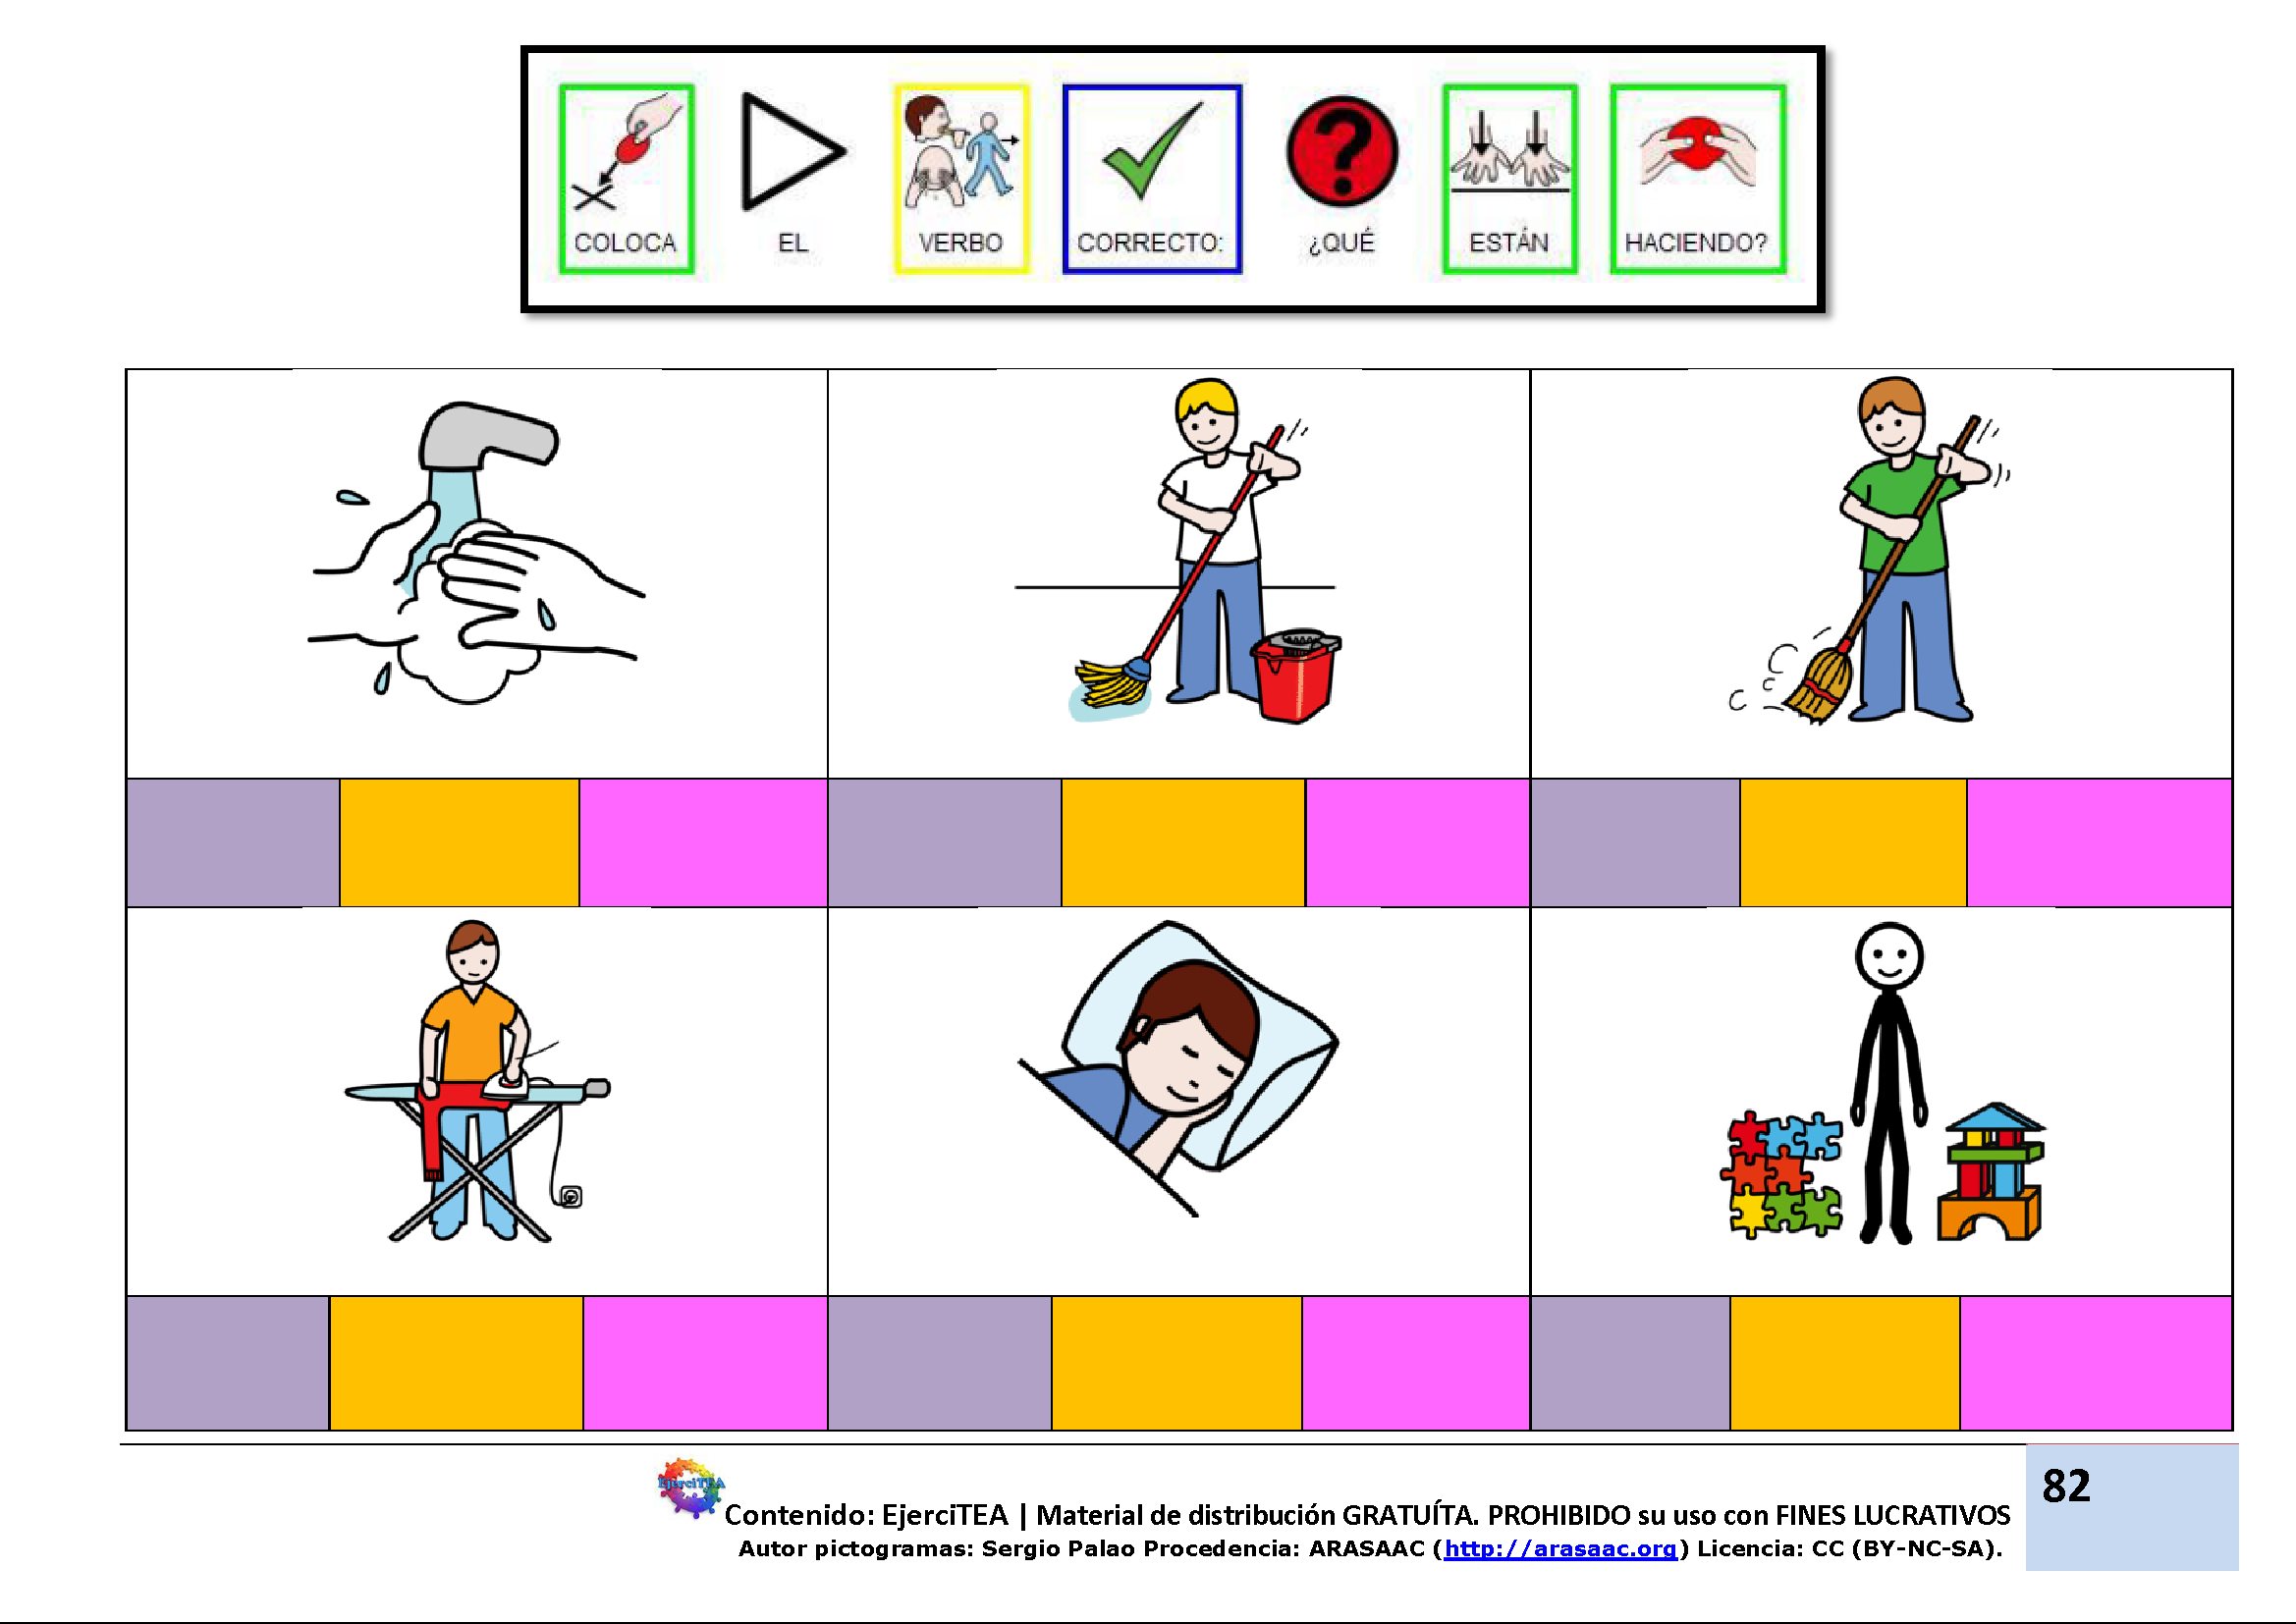 COLOCA EL VERBO CORRECTO: ¿QUÉ ESTÁN HACIENDO?
EjerciTEA
Contenido: EjerciTEA | Material de distribución GRATUÍTA. PROHIBIDO su uso con FINES LUCRATIVOS
Autor pictogramas: Sergio Palao Procedencia: ARASAAC (http://arasaac.org) Licencia: CC (BY-NC-SA).
82